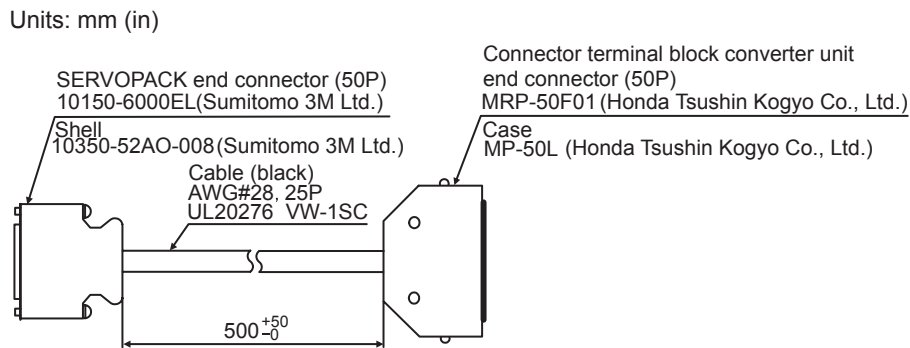 Units: mm (in)
SERVOPACK end connector (50P)
10150-6000EL(Sumitomo 3M Ltd.)
Shell
10350-52AO-008(Sumitomo 3M Ltd.)
Cable (black)
AWG#28, 25P
UL20276 VW-1SC
Connector terminal block converter unit
end connector (50P)
MRP-50F01 (Honda Tsushin Kogyo Co., Ltd.)
Case
MP-50L (Honda Tsushin Kogyo Co., Ltd.)
500 +50 -0